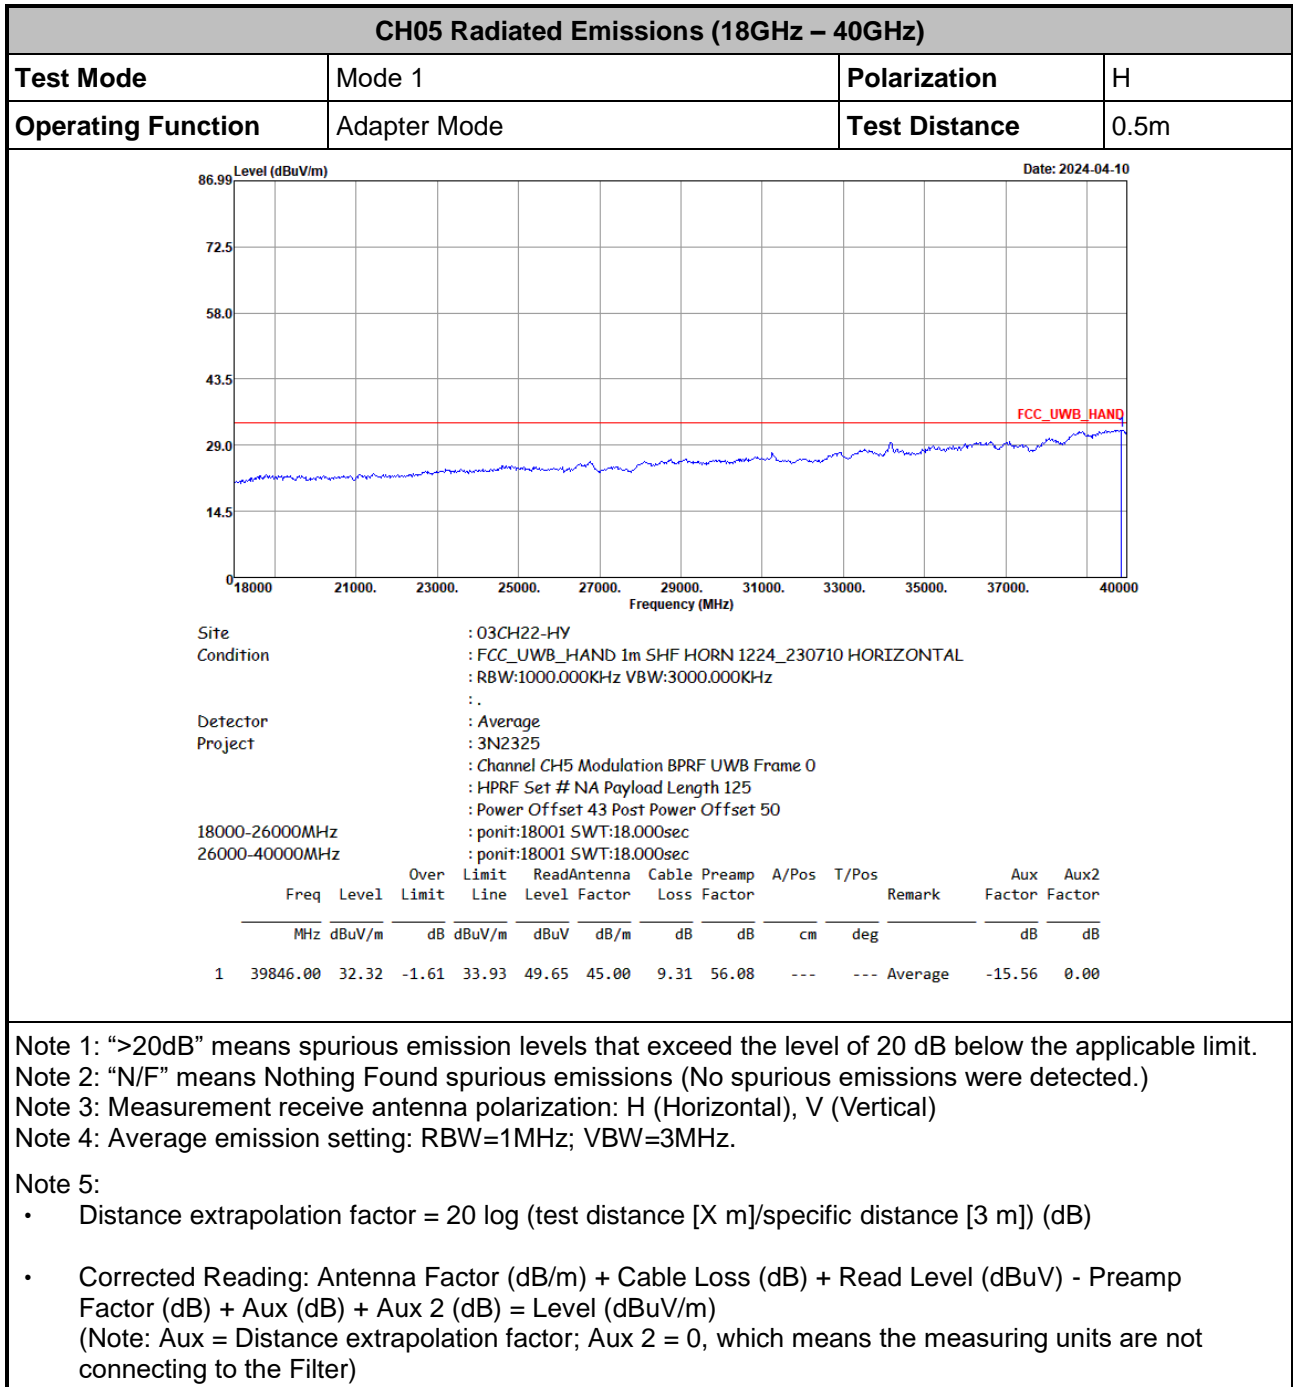 CH05 Radiated Emissions (18GHz – 40GHz)
Test Mode Mode 1 Polarization H
Operating Function Adapter Mode Test Distance 0.5m
Level (dBuV/m) Date: 2024-04-10
86.99
72.5
58.0
43.5
FCC_UWB_HAND
1
29.0
14.5
0
18000 21000. 23000. 25000. 27000. 29000. 31000. 33000. 35000. 37000. 40000
Frequency (MHz)
Site : 03CH22-HY
Condition : FCC_UWB_HAND 1m SHF HORN 1224_230710 HORIZONTAL
: RBW:1000.000KHz VBW:3000.000KHz
: .
Detector : Average
Project : 3N2325
: Channel CH5 Modulation BPRF UWB Frame 0
: HPRF Set # NA Payload Length 125
: Power Offset 43 Post Power Offset 50
18000-26000MHz : ponit:18001 SWT:18.000sec
26000-40000MHz : ponit:18001 SWT:18.000sec
Over Limit ReadAntenna Cable Preamp A/Pos T/Pos Aux Aux2
Freq Level Limit Line Level Factor Loss Factor Remark Factor Factor
MHz dBuV/m dB dBuV/m dBuV dB/m dB dB cm deg dB dB
1 39846.00 32.32 -1.61 33.93 49.65 45.00 9.31 56.08 --- --- Average -15.56 0.00
Note 1: “>20dB” means spurious emission levels that exceed the level of 20 dB below the applicable limit.
Note 2: “N/F” means Nothing Found spurious emissions (No spurious emissions were detected.)
Note 3: Measurement receive antenna polarization: H (Horizontal), V (Vertical)
Note 4: Average emission setting: RBW=1MHz; VBW=3MHz.
Note 5:
· Distance extrapolation factor = 20 log (test distance [X m]/specific distance [3 m]) (dB)
· Corrected Reading: Antenna Factor (dB/m) + Cable Loss (dB) + Read Level (dBuV) - Preamp
Factor (dB) + Aux (dB) + Aux 2 (dB) = Level (dBuV/m)
(Note: Aux = Distance extrapolation factor; Aux 2 = 0, which means the measuring units are not
connecting to the Filter)